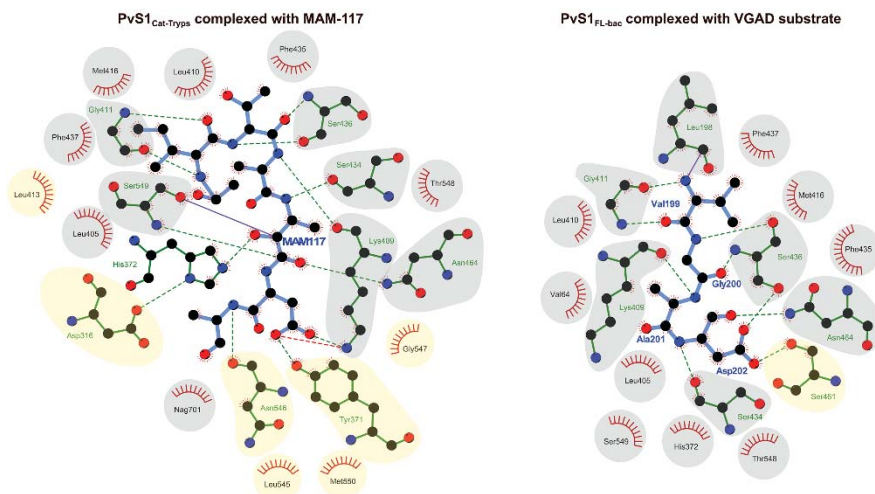 PvS1Cat-Tryps complexed with MAM-117
Phe435
Met416
Leu410
Gly411
Ser436
Phe437
Ser434
Leu413
Ser549
Thr548
Leu405
MAM117
Lys409
Asn464
His372
Asp316
Gly547
Nag701
Asn546
Tyr371
Leu545
Met550
PvS1FL-bac complexed with VGAD substrate
Leu198
Phe437
Gly411
Val199
Met416
Leu410
Phe435
Ser436
Gly200
Val64
Lys409
Asn464
Ala201
Asp202
Leu405
Ser461
Ser434
Ser549
His372
Thr548